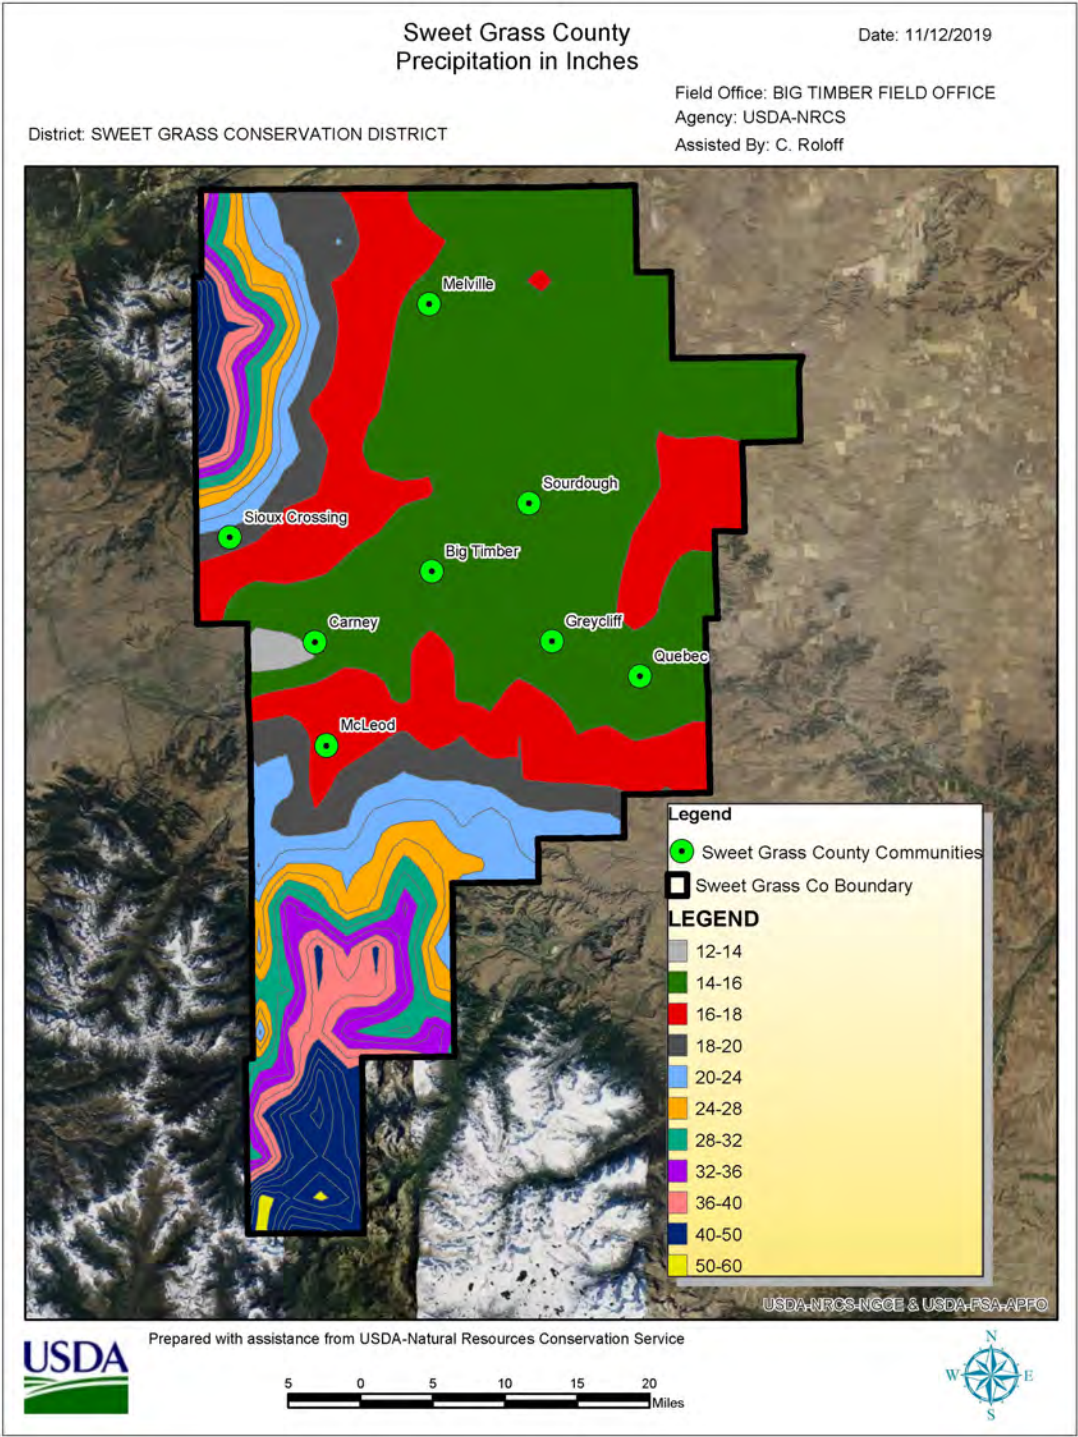 Sweet Grass County
Precipitation in Inches
Date: 11/12/2019
Field Office: BIG TIMBER FIELD OFFICE
Agency: USDA-NRCS
Assisted By: C. Roloff
District: SWEET GRASS CONSERVATION DISTRICT
Melville
Sourdough
Sioux Crossing
Big Timber
Carney
Greycliff
Quebec
McLeod
Legend
Sweet Grass County Communities
Sweet Grass Co Boundary
LEGEND
12-14
14-16
16-18
18-20
20-24
24-28
28-32
32-36
36-40
40-50
50-60
USDA-NRCS-NGCE & USDA-FSA-APFO
Prepared with assistance from USDA-Natural Resources Conservation Service
USDA
5 0 5 10 15 20
Miles
N
W E
S